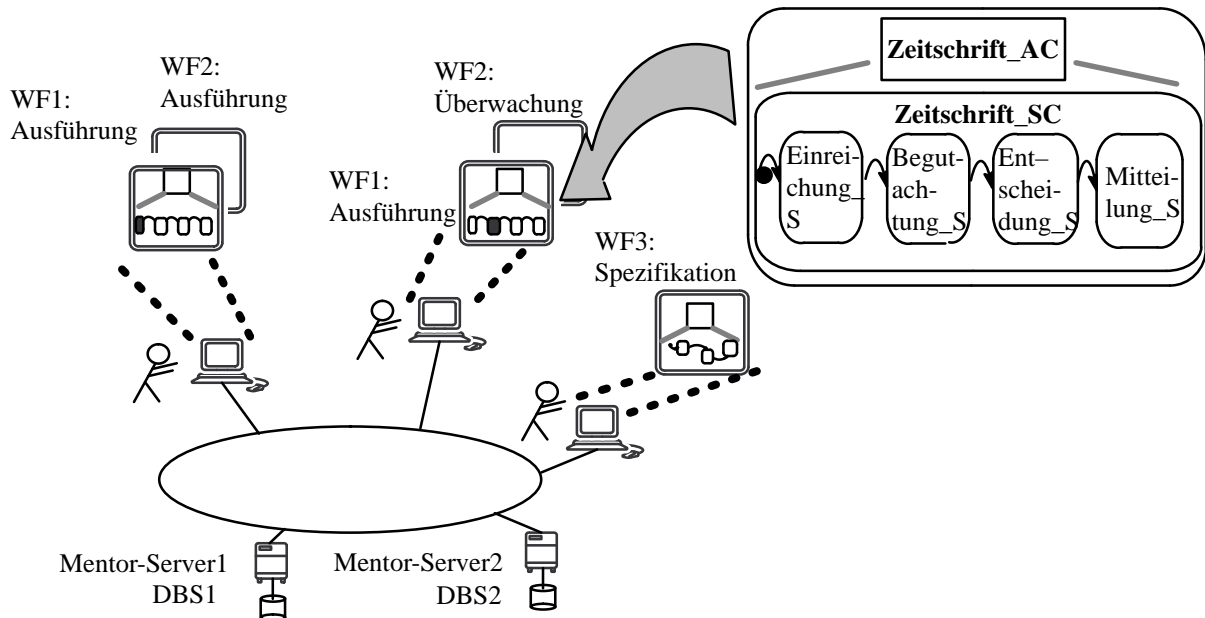 WF1:
Ausführung
WF2:
Ausführung
WF2:
Überwachung
WF1:
Ausführung
WF3:
Spezifikation
Zeitschrift_AC
Zeitschrift_SC
Einrei-
chung_
S
Begut-
ach-
tung_S
Ent–
schei-
dung_S
Mittei-
lung_S
Mentor-Server1
DBS1
Mentor-Server2
DBS2